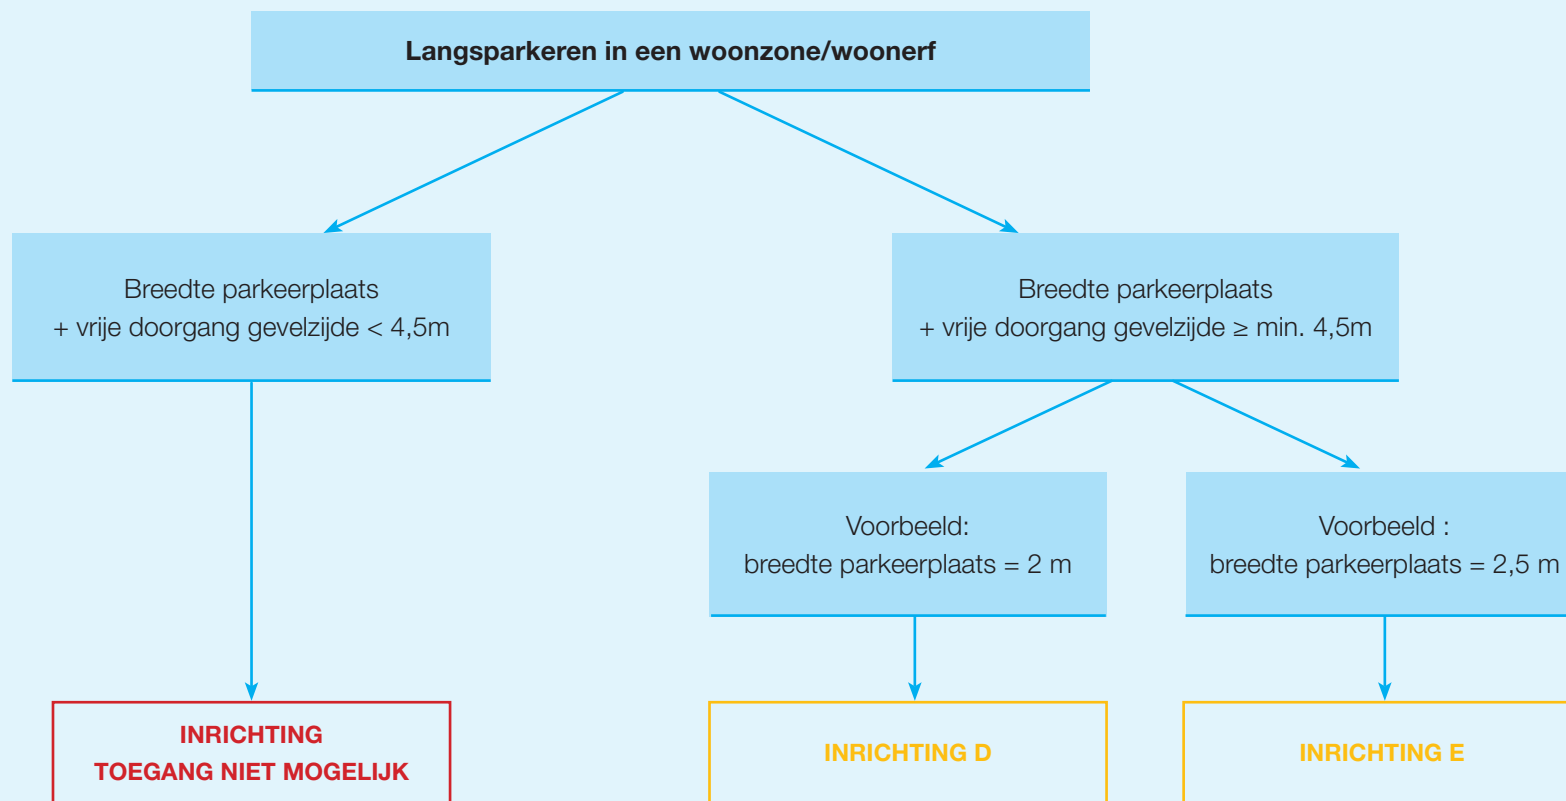 Langsparkeren in een woonzone/woonerf
Breedte parkeerplaats
+ vrije doorgang gevelzijde < 4,5m
Breedte parkeerplaats
+ vrije doorgang gevelzijde ≥ min. 4,5m
Voorbeeld:
breedte parkeerplaats = 2 m
Voorbeeld :
breedte parkeerplaats = 2,5 m
INRICHTING
TOEGANG NIET MOGELIJK
INRICHTING D
INRICHTING E